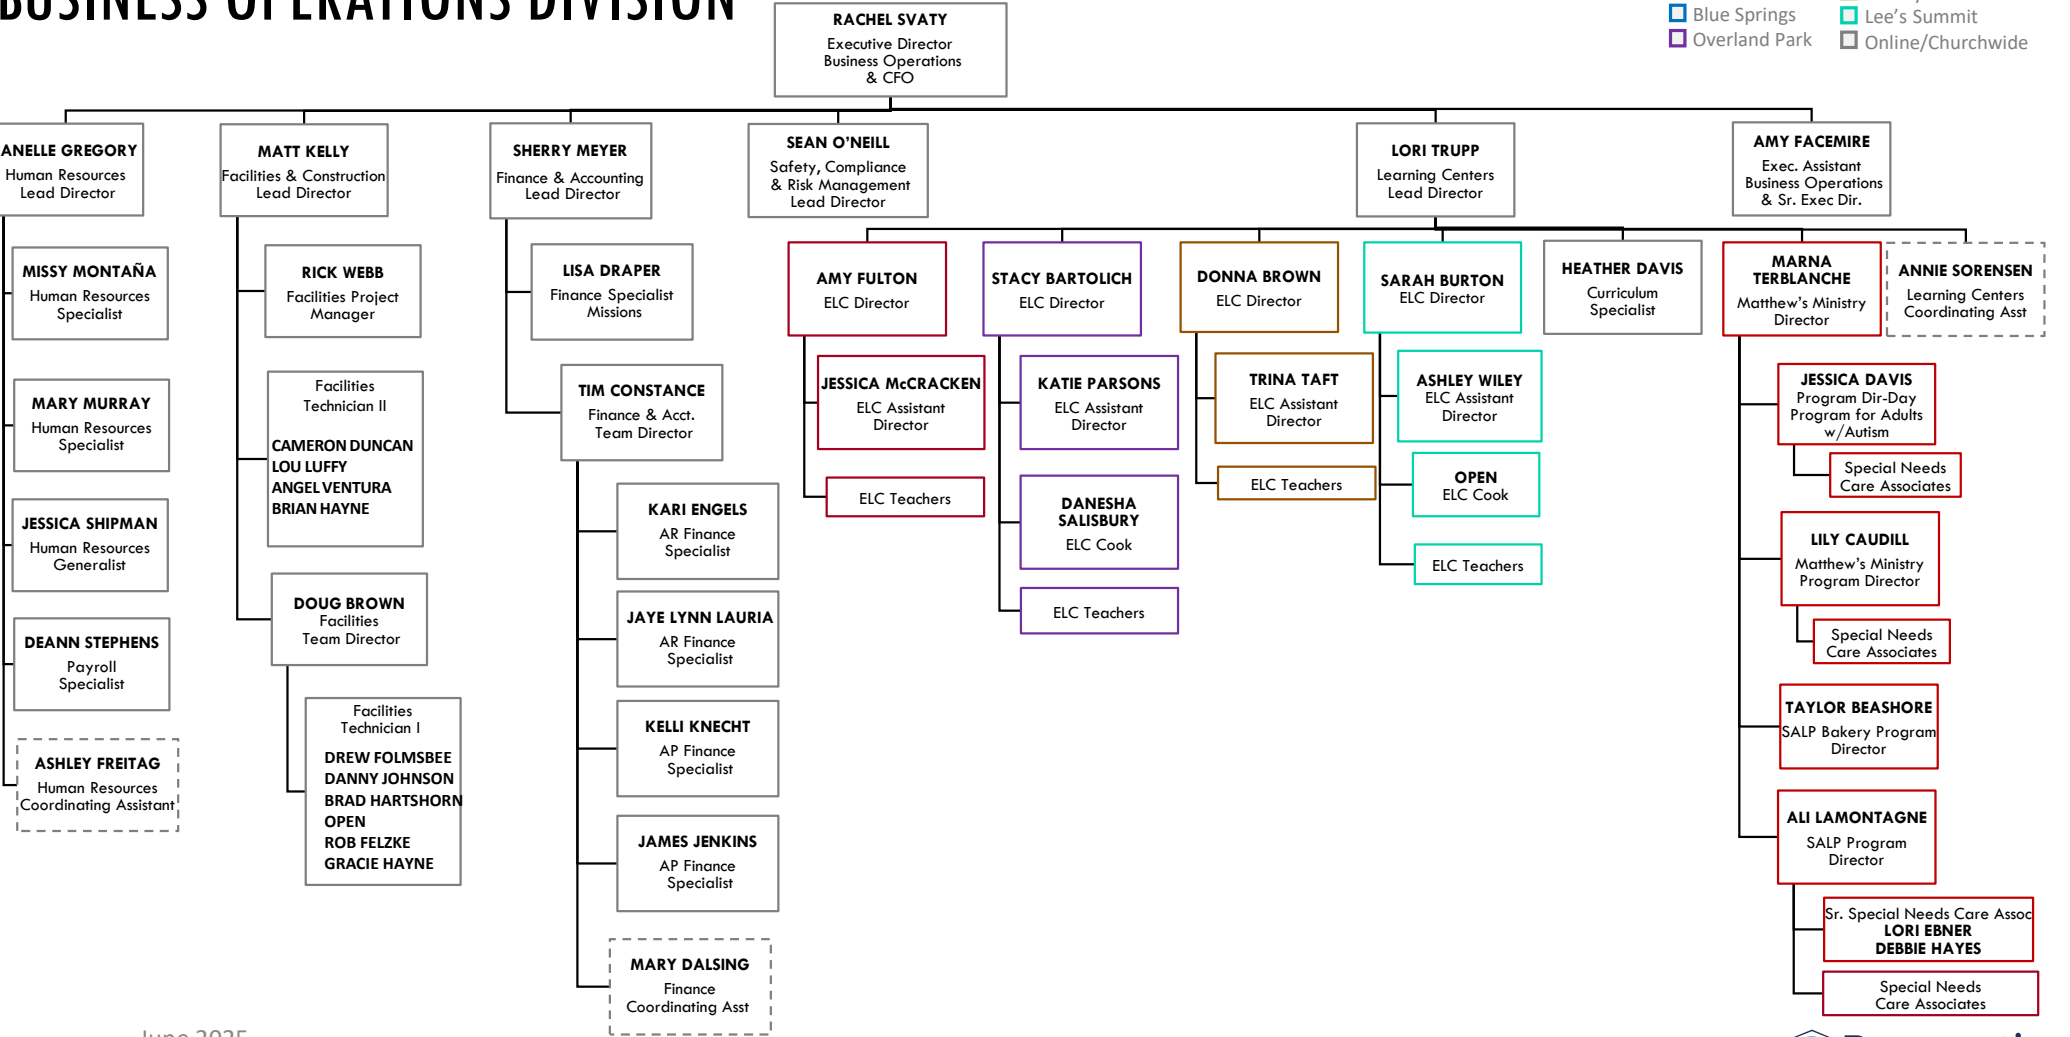 BUSINESS OPERATIONS DIVISION
Blue Springs
Lee's Summit
Overland Park
Online/Churchwide
RACHEL SVATY
Executive Director
Business Operations
& CFO
ANELLE GREGORY
Human Resources
Lead Director
MATT KELLY
Facilities & Construction
Lead Director
SHERRY MEYER
Finance & Accounting
Lead Director
SEAN O'NEILL
Safety, Compliance
& Risk Management
Lead Director
LORI TRUPP
Learning Centers
Lead Director
AMY FACEMIRE
Exec. Assistant
Business Operations
& Sr. Exec Dir.
MISSY MONTAÑA
Human Resources
Specialist
MARY MURRAY
Human Resources
Specialist
JESSICA SHIPMAN
Human Resources
Generalist
DEANN STEPHENS
Payroll
Specialist
ASHLEY FREITAG
Human Resources
Coordinating Assistant
RICK WEBB
Facilities Project
Manager
Facilities
Technician II
CAMERON DUNCAN
LOU LUFFY
ANGEL VENTURA
BRIAN HAYNE
DOUG BROWN
Facilities
Team Director
Facilities
Technician I
DREW FOLMSBEE
DANNY JOHNSON
BRAD HARTSHORN
OPEN
ROB FELZKE
GRACIE HAYNE
LISA DRAPER
Finance Specialist
Missions
TIM CONSTANCE
Finance & Acct.
Team Director
KARI ENGELS
AR Finance
Specialist
JAYE LYNN LAURIA
AR Finance
Specialist
KELLI KNECHT
AP Finance
Specialist
JAMES JENKINS
AP Finance
Specialist
MARY DALSING
Finance
Coordinating Asst
AMY FULTON
ELC Director
JESSICA McCRACKEN
ELC Assistant
Director
ELC Teachers
STACY BARTOLICH
ELC Director
KATIE PARSONS
ELC Assistant
Director
DANESHA
SALISBURY
ELC Cook
ELC Teachers
DONNA BROWN
ELC Director
TRINA TAFT
ELC Assistant
Director
ELC Teachers
SARAH BURTON
ELC Director
ASHLEY WILEY
ELC Assistant
Director
OPEN
ELC Cook
ELC Teachers
HEATHER DAVIS
Curriculum
Specialist
MARNA
TERBLANCHE
Matthew's Ministry
Director
JESSICA DAVIS
Program Dir-Day
Program for Adults
w/Autism
Special Needs
Care Associates
LILY CAUDILL
Matthew's Ministry
Program Director
Special Needs
Care Associates
TAYLOR BEASHORE
SALP Bakery Program
Director
ALI LAMONTAGNE
SALP Program
Director
Sr. Special Needs Care Assoc
LORI EBNER
DEBBIE HAYES
Special Needs
Care Associates
ANNIE SORENSEN
Learning Centers
Coordinating Asst
June 2025